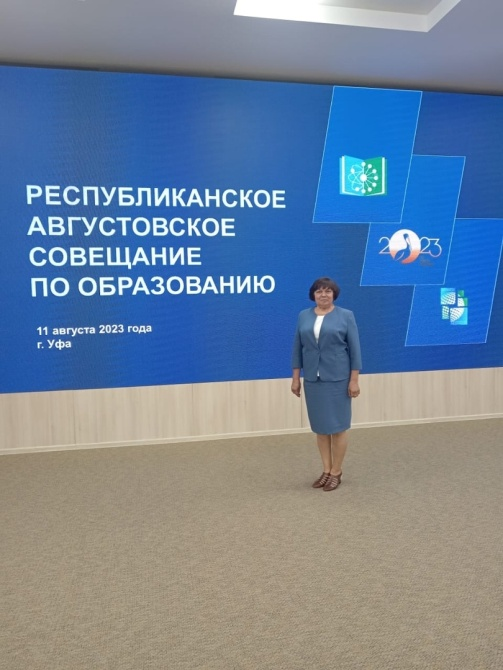 РЕСПУБЛИКАНСКОЕ
АВГУСТОВСКОЕ
СОВЕЩАНИЕ
ПО ОБРАЗОВАНИЮ
11 августа 2023 года
г. Уфа
2023